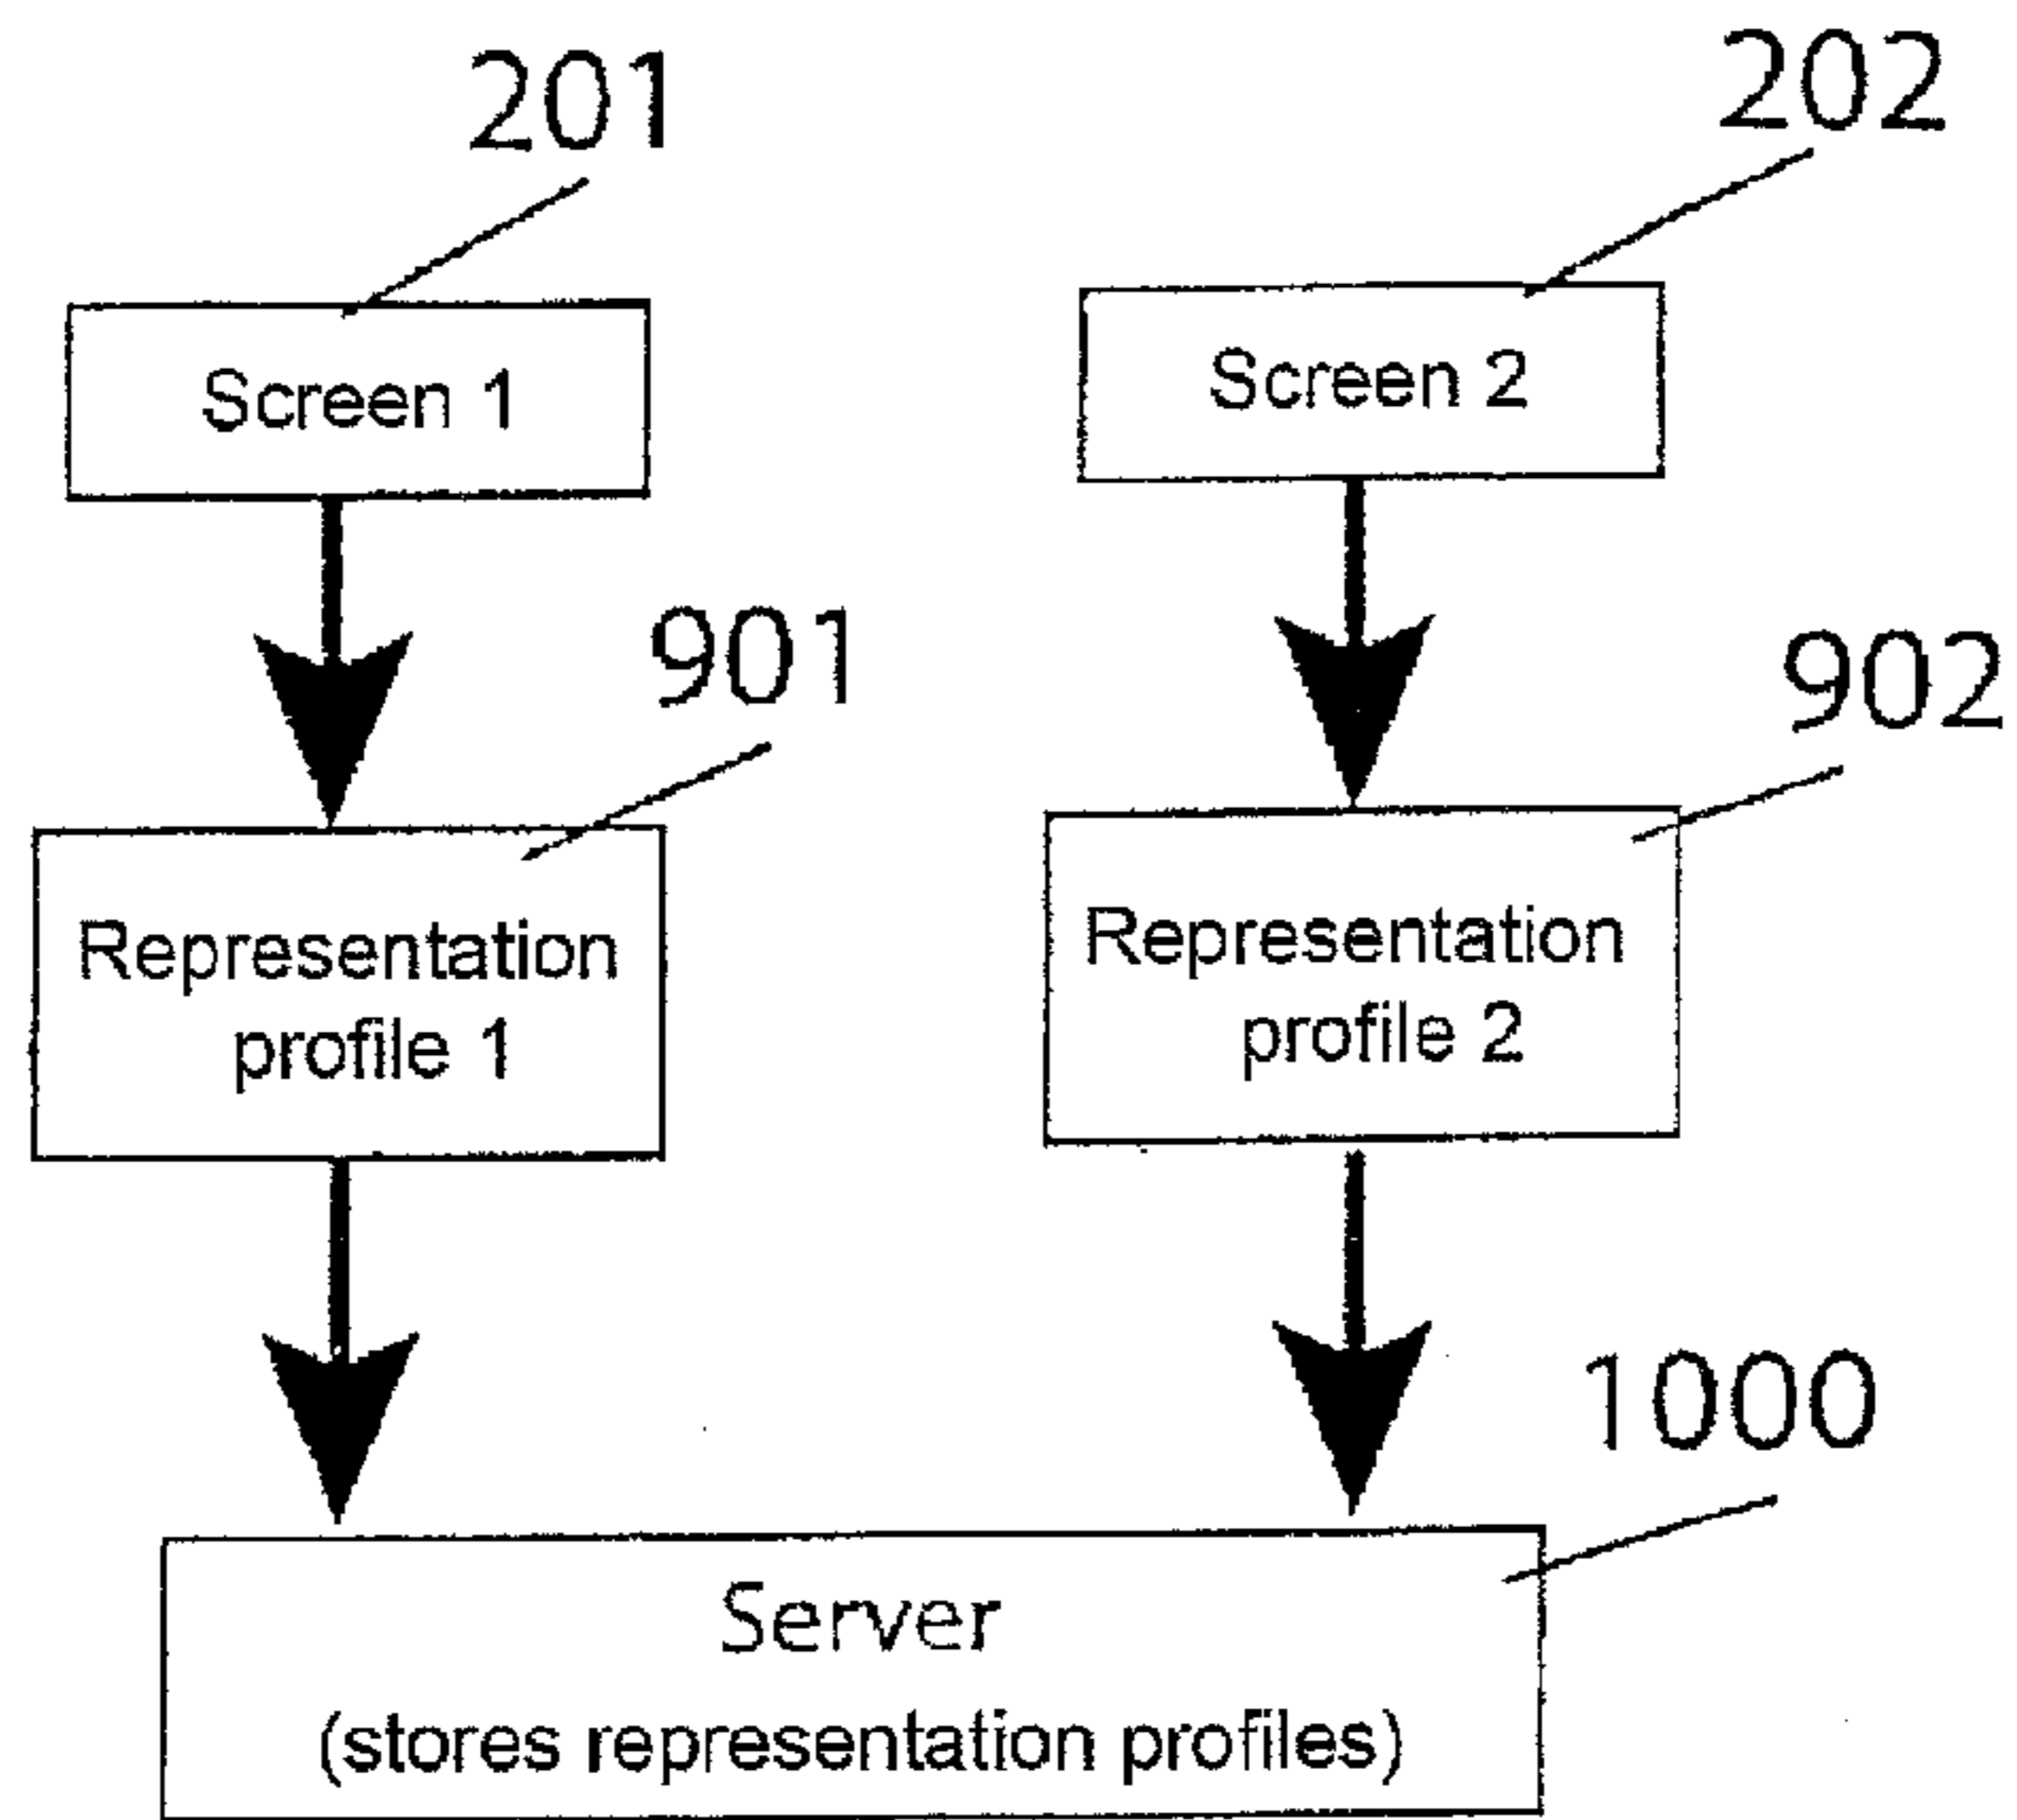 201
202
Screen 1
Screen 2
901
902
Representation
profile 1
Representation
profile 2
1000
Server
(stores representation profiles)